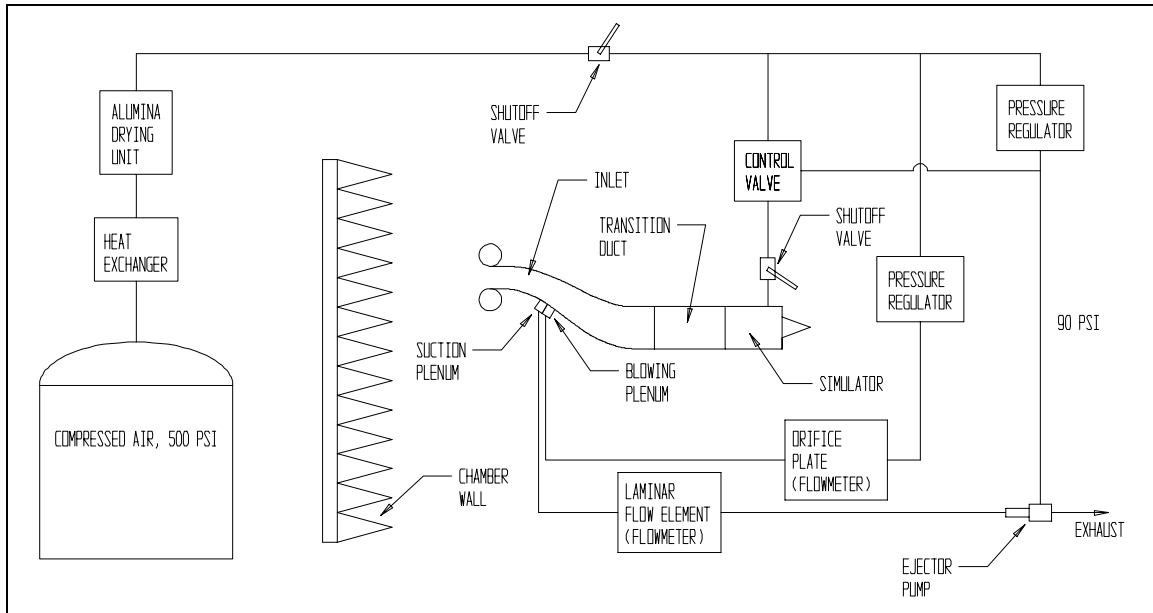 SHUTOFF
VALVE
ALUMINA
DRYING
UNIT
PRESSURE
REGULATOR
CONTROL
VALVE
INLET
TRANSITION
DUCT
SHUTOFF
VALVE
HEAT
EXCHANGER
PRESSURE
REGULATOR
90 PSI
SUCTION
PLENUM
BLOWING
PLENUM
SIMULATOR
COMPRESSED AIR, 500 PSI
ORIFICE
PLATE
(FLOWMETER)
CHAMBER
WALL
LAMINAR
FLOW ELEMENT
(FLOWMETER)
EXHAUST
EJECTOR
PUMP